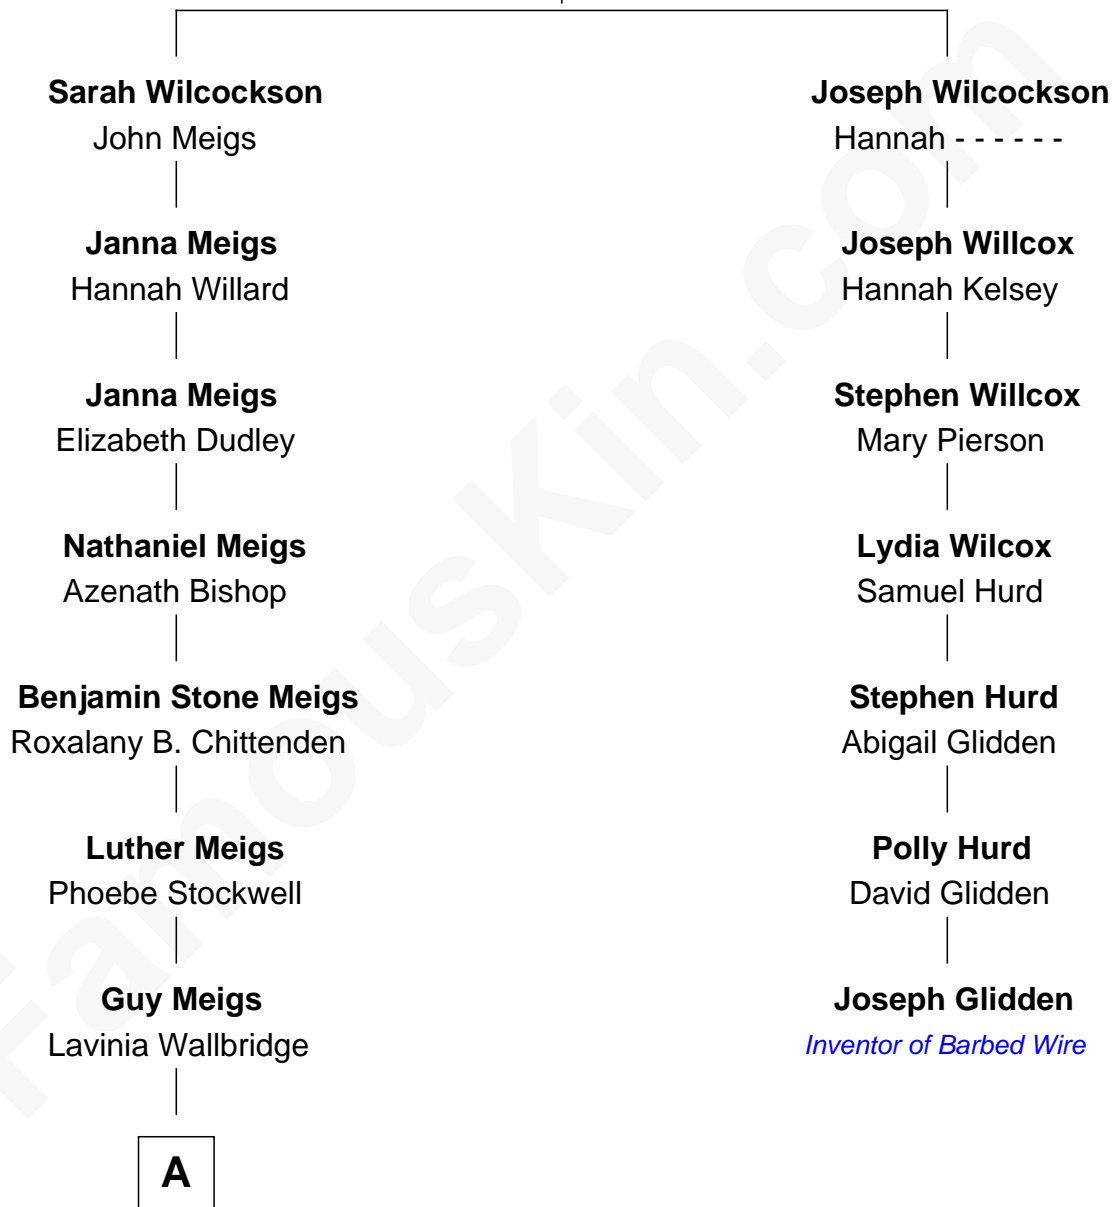 Sarah Wilcockson
John Meigs
Janna Meigs
Hannah Willard
Janna Meigs
Elizabeth Dudley
Nathaniel Meigs
Azenath Bishop
Benjamin Stone Meigs
Roxalany B. Chittenden
Luther Meigs
Phoebe Stockwell
Guy Meigs
Lavinia Wallbridge
A
Joseph Wilcockson
Hannah - - - - - -
Joseph Willcox
Hannah Kelsey
Stephen Willcox
Mary Pierson
Lydia Wilcox
Samuel Hurd
Stephen Hurd
Abigail Glidden
Polly Hurd
David Glidden
Joseph Glidden
Inventor of Barbed Wire
FamousKin.com